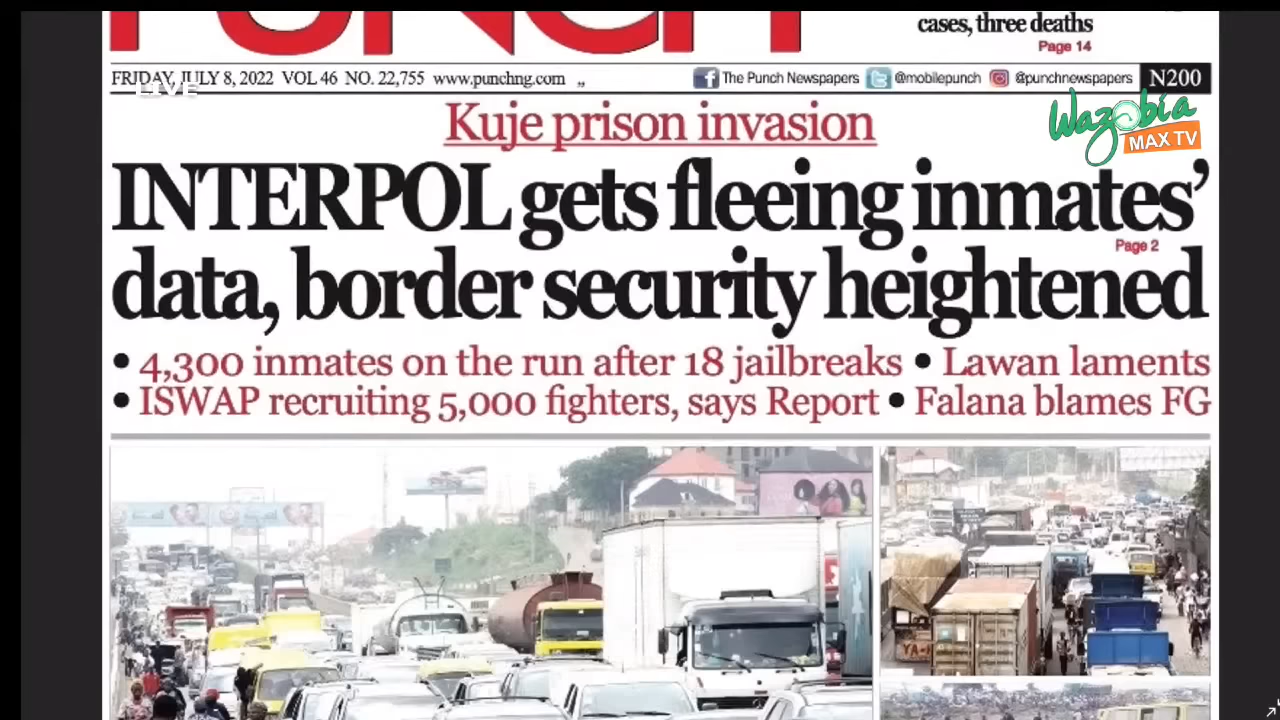 PUNCH
cases, three deaths
Page 14
FRIDAY, JULY 8, 2022 VOL 46 NO. 22,755 www.punchng.com ,,
The Punch Newspapers @mobilepunch @punchnewspapers N200
LIVE
Wazobia
MAX TV
Kuje prison invasion
INTERPOL gets fleeing inmates’
Page 2
data, border security heightened
• 4,300 inmates on the run after 18 jailbreaks • Lawan laments
• ISWAP recruiting 5,000 fighters, says Report • Falana blames FG